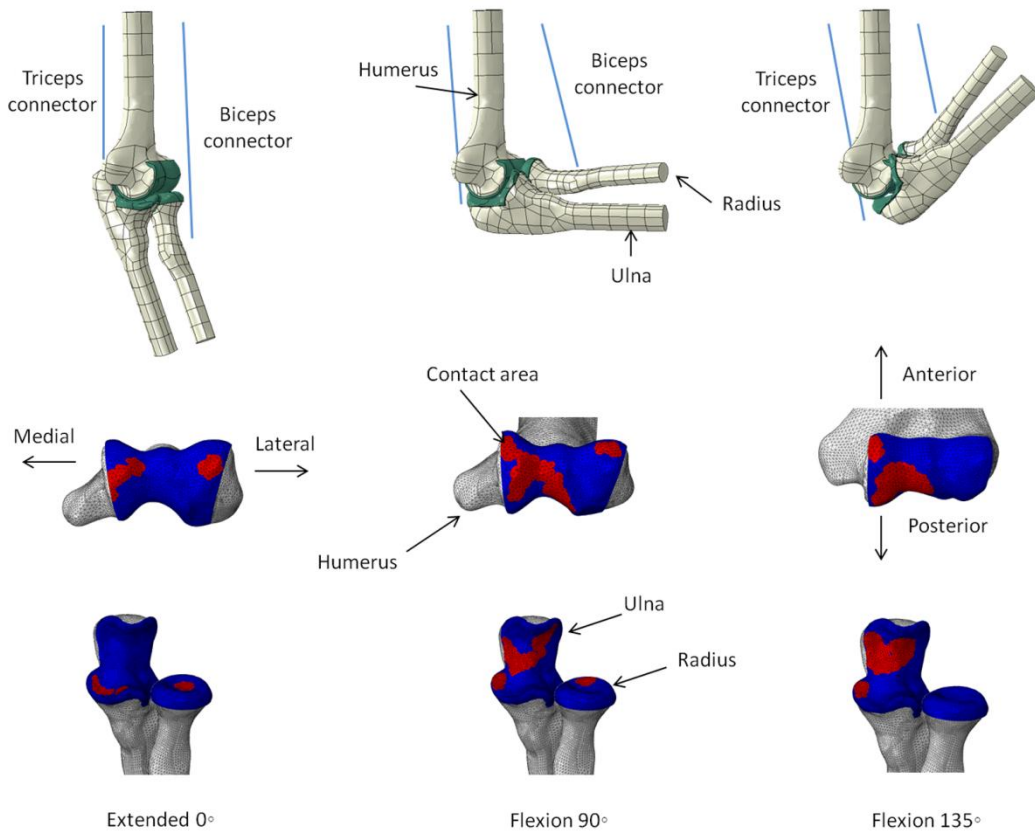 Triceps
connector
Biceps
connector
Humerus
Biceps
connector
Radius
Ulna
Triceps
connector
Contact area
Medial
Lateral
Humerus
Anterior
Posterior
Ulna
Radius
Extended 0°
Flexion 90°
Flexion 135°